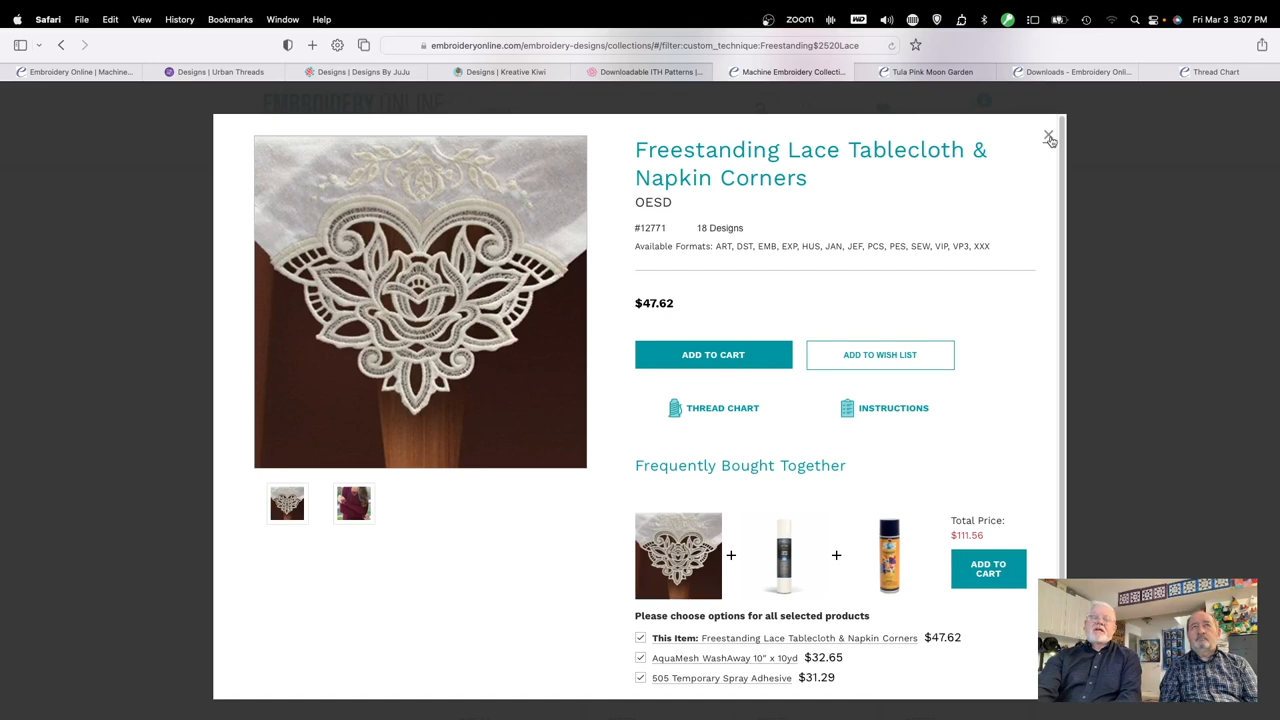 Safari File Edit View History Bookmarks Window Help
zoom WD Fri Mar 3 3:07 PM
embroideryonline.com/embroidery-designs/collections/#/filter:custom_technique:Freestanding$2520Lace
Embroidery Online | Machine... Designs | Urban Threads Designs | Designs By JuJu Designs | Kreative Kiwi Downloadable ITH Patterns |... Machine Embroidery Collecti... Tula Pink Moon Garden Downloads - Embroidery Onli... Thread Chart
EMBROIDERY ONLINE
Freestanding Lace Tablecloth &
Napkin Corners
OESD
#12771 18 Designs
Available Formats: ART, DST, EMB, EXP, HUS, JAN, JEF, PCS, PES, SEW, VIP, VP3, XXX
$47.62
ADD TO CART ADD TO WISH LIST
THREAD CHART INSTRUCTIONS
Frequently Bought Together
Total Price:
$111.56
+ +
ADD TO
CART
Please choose options for all selected products
This Item: Freestanding Lace Tablecloth & Napkin Corners $47.62
AquaMesh WashAway 10" x 10yd $32.65
505 Temporary Spray Adhesive $31.29